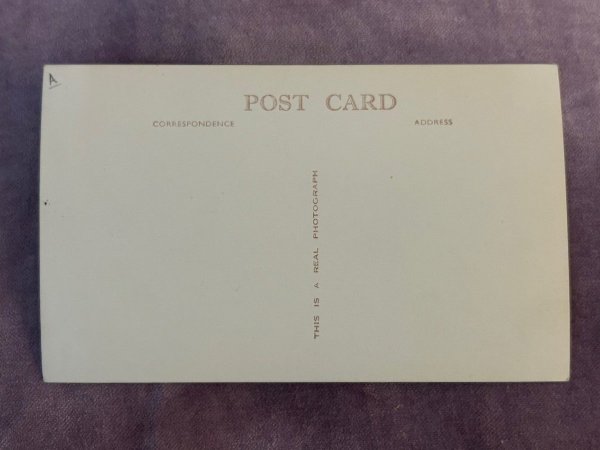 A
POST CARD
CORRESPONDENCE
ADDRESS
THIS IS A REAL PHOTOGRAPH